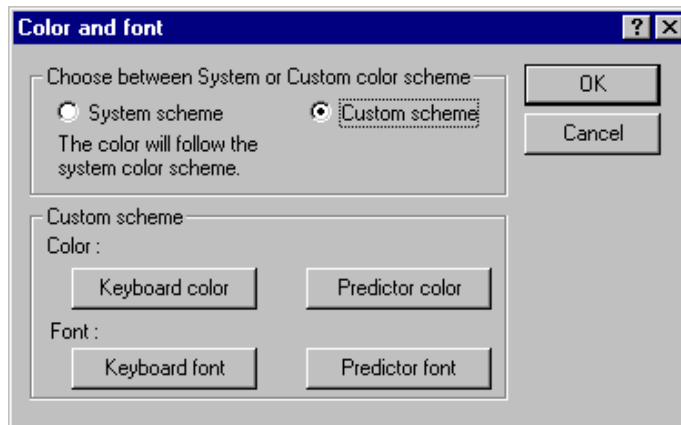 Color and font
Choose between System or Custom color scheme
System scheme
Custom scheme
The color will follow the
system color scheme.
OK
Cancel
Custom scheme
Color :
Keyboard color
Predictor color
Font :
Keyboard font
Predictor font